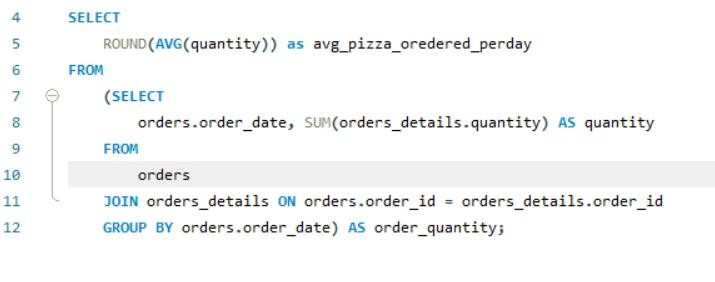 4 SELECT
5 ROUND(AVG(quantity)) as avg_pizza_oredered_perday
6 FROM
7 (SELECT
8 orders.order_date, SUM(orders_details.quantity) AS quantity
9 FROM
10 orders
11 JOIN orders_details ON orders.order_id = orders_details.order_id
12 GROUP BY orders.order_date) AS order_quantity;